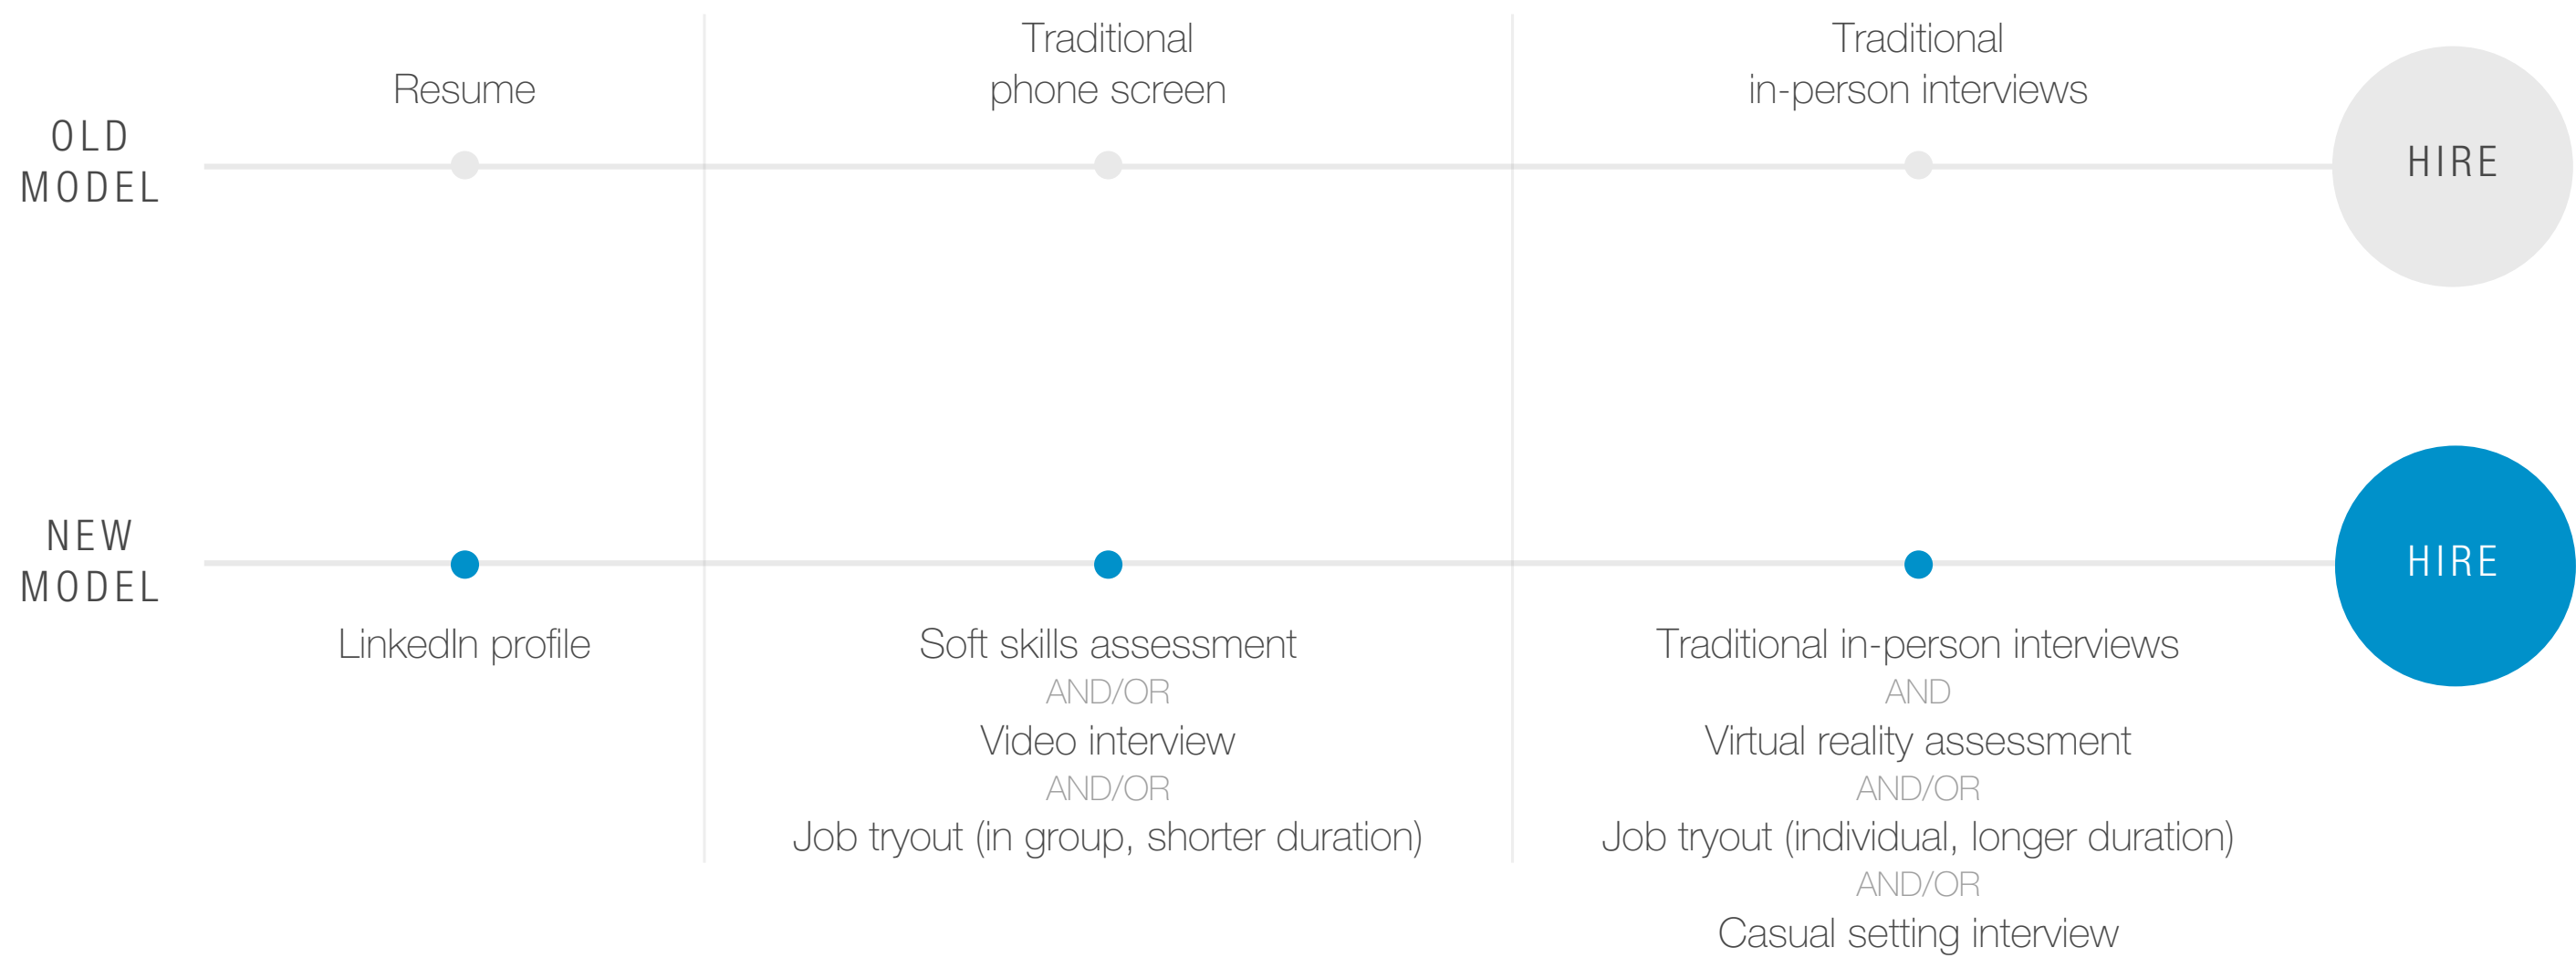 OLD
MODEL
Resume
Traditional
phone screen
Traditional
in-person interviews
HIRE
NEW
MODEL
LinkedIn profile
Soft skills assessment
AND/OR
Video interview
AND/OR
Job tryout (in group, shorter duration)
Traditional in-person interviews
AND
Virtual reality assessment
AND/OR
Job tryout (individual, longer duration)
AND/OR
Casual setting interview
HIRE